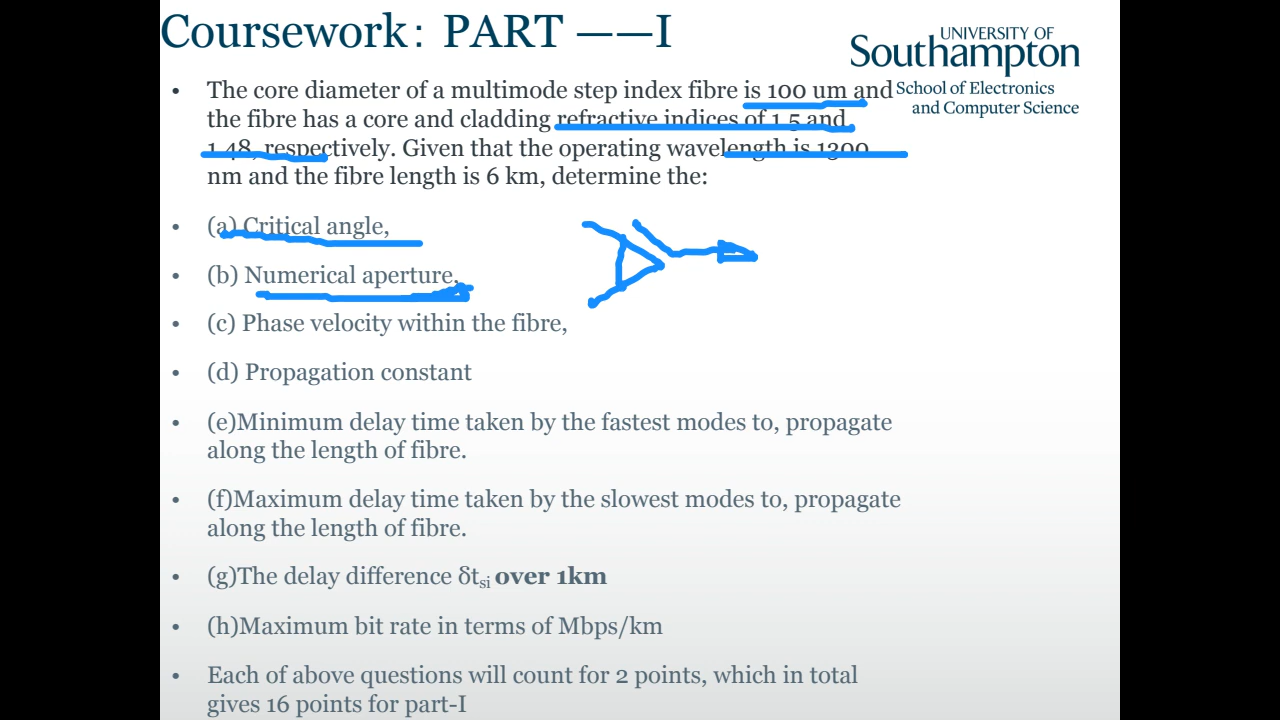 Coursework: PART ——I
UNIVERSITY OF
Southampton
School of Electronics
and Computer Science
• The core diameter of a multimode step index fibre is 100 um and
the fibre has a core and cladding refractive indices of 1.5 and
1.48, respectively. Given that the operating wavelength is 1300
nm and the fibre length is 6 km, determine the:
• (a) Critical angle,
• (b) Numerical aperture,
• (c) Phase velocity within the fibre,
• (d) Propagation constant
• (e)Minimum delay time taken by the fastest modes to, propagate
along the length of fibre.
• (f)Maximum delay time taken by the slowest modes to, propagate
along the length of fibre.
• (g)The delay difference δtsi over 1km
• (h)Maximum bit rate in terms of Mbps/km
• Each of above questions will count for 2 points, which in total
gives 16 points for part-I